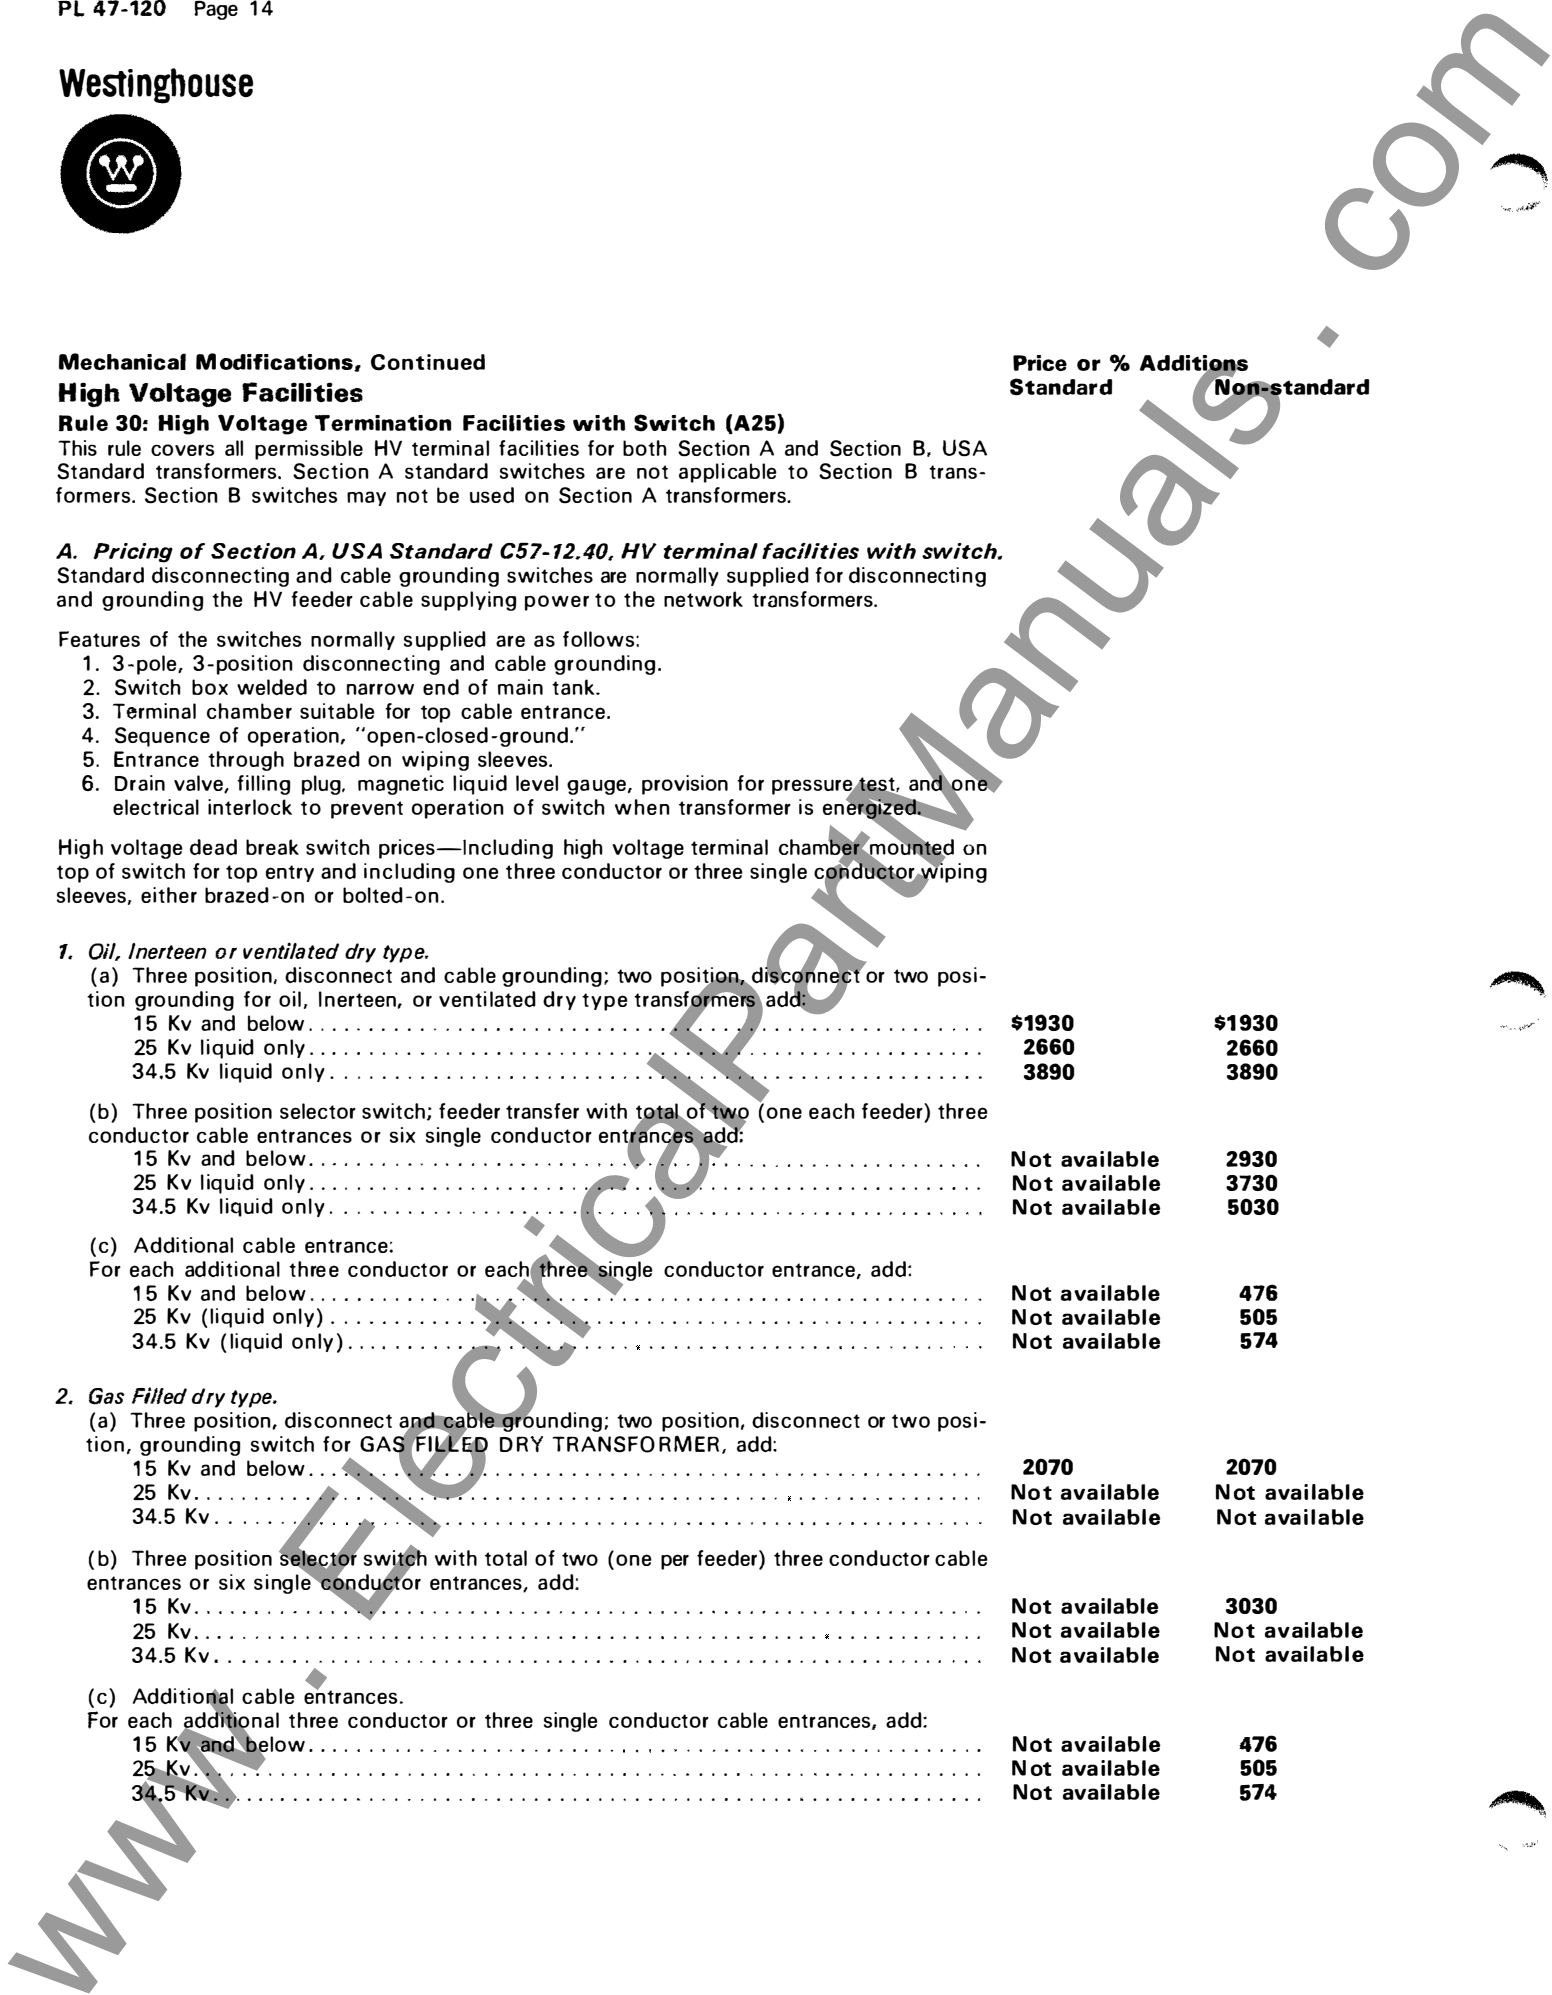 PL 47-120 Page 14
Westinghouse
W
Mechanical Modifications, Continued
High Voltage Facilities
Price or % Additions
Standard Non-standard
Rule 30: High Voltage Termination Facilities with Switch (A25)
This rule covers all permissible HV terminal facilities for both Section A and Section B, USA
Standard transformers. Section A standard switches are not applicable to Section B trans-
formers. Section B switches may not be used on Section A transformers.
A. Pricing of Section A, USA Standard C57-12.40, HV terminal facilities with switch.
Standard disconnecting and cable grounding switches are normally supplied for disconnecting
and grounding the HV feeder cable supplying power to the network transformers.
Features of the switches normally supplied are as follows:
1. 3-pole, 3-position disconnecting and cable grounding.
2. Switch box welded to narrow end of main tank.
3. Terminal chamber suitable for top cable entrance.
4. Sequence of operation, "open-closed-ground."
5. Entrance through brazed on wiping sleeves.
6. Drain valve, filling plug, magnetic liquid level gauge, provision for pressure test, and one
electrical interlock to prevent operation of switch when transformer is energized.
High voltage dead break switch prices—Including high voltage terminal chamber mounted on
top of switch for top entry and including one three conductor or three single conductor wiping
sleeves, either brazed-on or bolted-on.
1. Oil, Inerteen or ventilated dry type.
(a) Three position, disconnect and cable grounding; two position, disconnect or two posi-
tion grounding for oil, Inerteen, or ventilated dry type transformers add:
15 Kv and below $1930 $1930
25 Kv liquid only 2660 2660
34.5 Kv liquid only 3890 3890
(b) Three position selector switch; feeder transfer with total of two (one each feeder) three
conductor cable entrances or six single conductor entrances add:
15 Kv and below Not available 2930
25 Kv liquid only Not available 3730
34.5 Kv liquid only Not available 5030
(c) Additional cable entrance:
For each additional three conductor or each three single conductor entrance, add:
15 Kv and below Not available 476
25 Kv (liquid only) Not available 505
34.5 Kv (liquid only) Not available 574
2. Gas Filled dry type.
(a) Three position, disconnect and cable grounding; two position, disconnect or two posi-
tion, grounding switch for GAS FILLED DRY TRANSFORMER, add:
15 Kv and below 2070 2070
25 Kv Not available Not available
34.5 Kv Not available Not available
(b) Three position selector switch with total of two (one per feeder) three conductor cable
entrances or six single conductor entrances, add:
15 Kv Not available 3030
25 Kv Not available Not available
34.5 Kv Not available Not available
(c) Additional cable entrances.
For each additional three conductor or three single conductor cable entrances, add:
15 Kv and below Not available 476
25 Kv Not available 505
34.5 Kv Not available 574
www . ElectricalPartManuals . com